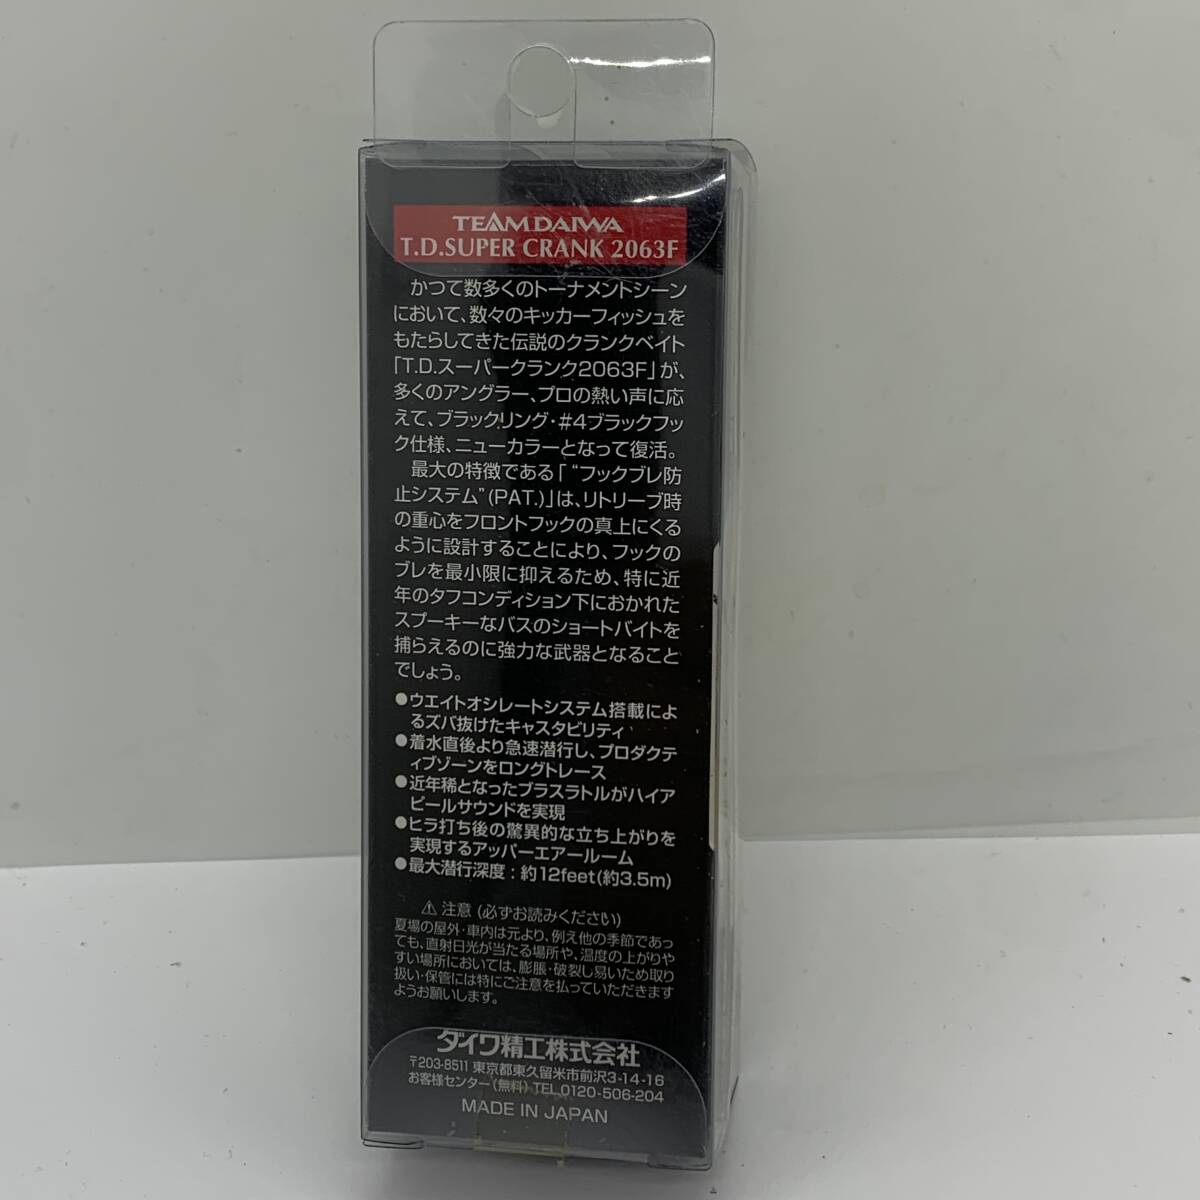 TEAMDAIWA
T.D.SUPER CRANK 2063F
かつて数多くのトーナメントシーン
において、数々のキッカーフィッシュを
もたらしてきた伝説のクランクベイト
「T.D.スーパークランク2063F」が、
多くのアングラー、プロの熱い声に応
えて、ブラックリング・#4ブラックフッ
ク仕様、ニューカラーとなって復活。
最大の特徴である「“フックブレ防
止システム”(PAT.)」は、リトリーブ時
の重心をフロントフックの真上にくる
ように設計することにより、フックの
ブレを最小限に抑えるため、特に近
年のタフコンディション下におかれた
スプーキーなバスのショートバイトを
捕らえるのに強力な武器となること
でしょう。
●ウエイトオシレートシステム搭載によ
るズバ抜けたキャスタビリティ
●着水直後より急速潜行し、プロダクテ
ィブゾーンをロングトレース
●近年稀となったブラスラトルがハイア
ピールサウンドを実現
●ヒラ打ち後の驚異的な立ち上がりを
実現するアッパーエアールーム
●最大潜行深度：約12feet(約3.5m)
⚠ 注意 (必ずお読みください)
夏場の屋外・車内は元より、例え他の季節であっ
ても、直射日光が当たる場所や、温度の上がりや
すい場所においては、膨脹・破裂し易いため取り
扱い・保管には特にご注意を払っていただきます
ようお願いします。
ダイワ精工株式会社
〒203-8511 東京都東久留米市前沢3-14-16
お客様センター（無料）TEL 0120-506-204
MADE IN JAPAN